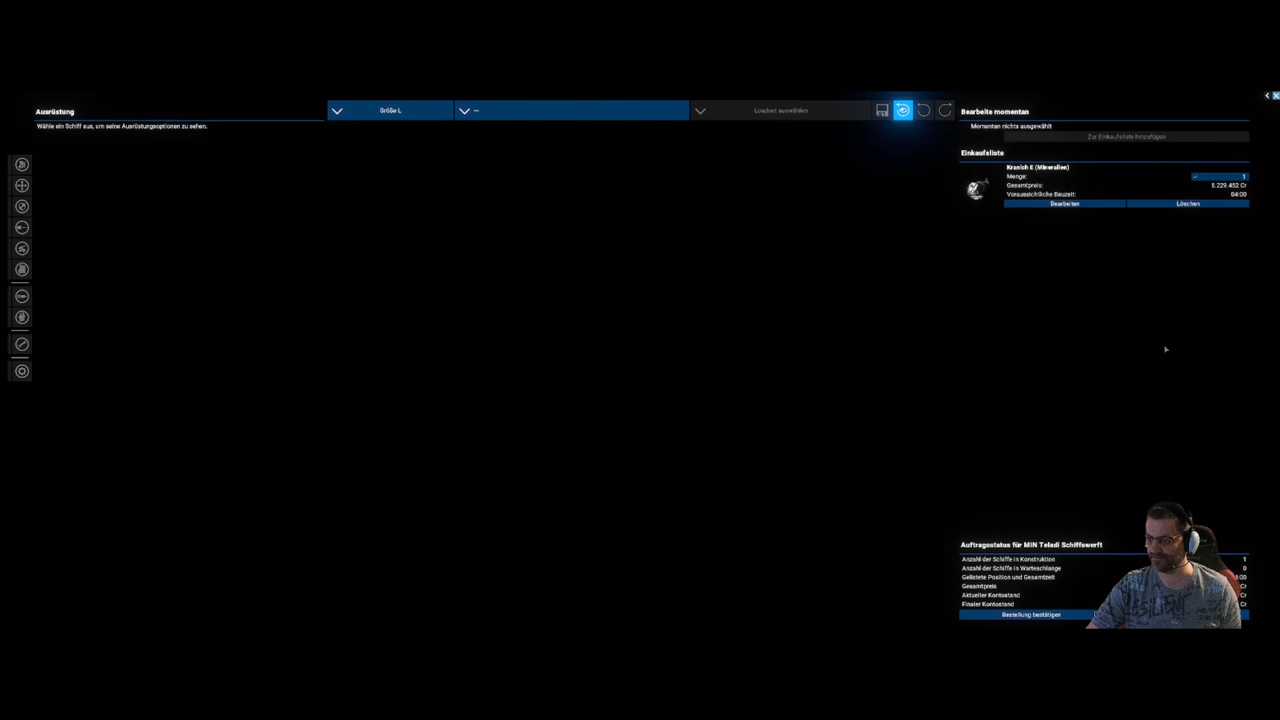 Ausrüstung
Wähle ein Schiff aus, um seine Ausrüstungsoptionen zu sehen.
Größe L
--
Loadout auswählen
Bearbeite momentan
Momentan nichts ausgewählt
Zur Einkaufsliste hinzufügen
Einkaufsliste
Kranich E (Mineralien)
Menge: 1
Gesamtpreis: 5.229.452 Cr
Voraussichtliche Bauzeit: 04:00
Bearbeiten
Löschen
Auftragsstatus für MIN Teladi Schiffswerft
Anzahl der Schiffe in Konstruktion 1
Anzahl der Schiffe in Warteschlange 0
Gelistete Position und Gesamtzeit
Gesamtpreis Cr
Aktueller Kontostand Cr
Finaler Kontostand Cr
Bestellung bestätigen